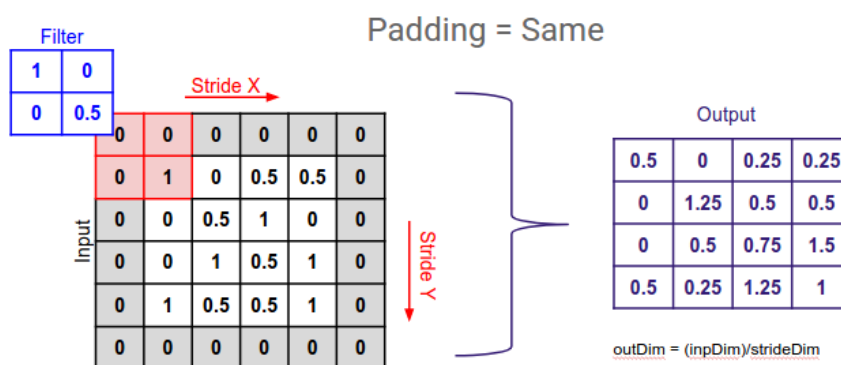 Padding = Same
Filter
1 0
0 0.5
Stride X
Input
0 0 0 0 0 0
0 1 0 0.5 0.5 0
0 0 0.5 1 0 0
0 0 1 0.5 1 0
0 1 0.5 0.5 1 0
0 0 0 0 0 0
Stride Y
Output
0.5 0 0.25 0.25
0 1.25 0.5 0.5
0 0.5 0.75 1.5
0.5 0.25 1.25 1
outDim = (inpDim)/strideDim